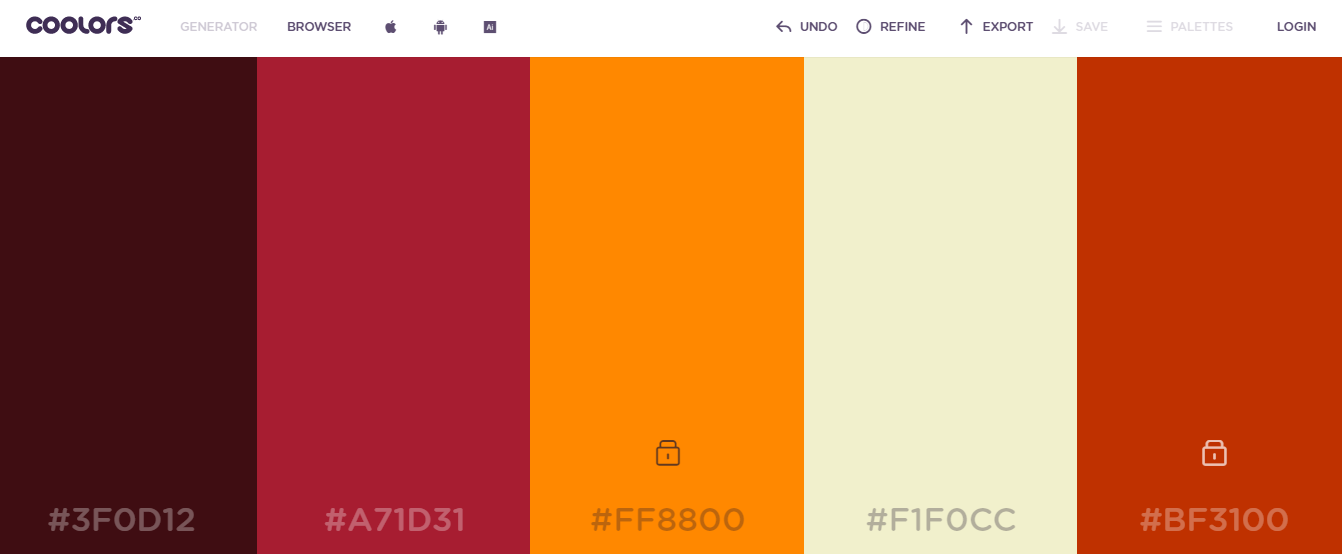 coolors.co
GENERATOR BROWSER Ai UNDO REFINE EXPORT SAVE PALETTES LOGIN
#3F0D12 #A71D31 #FF8800 #F1F0CC #BF3100